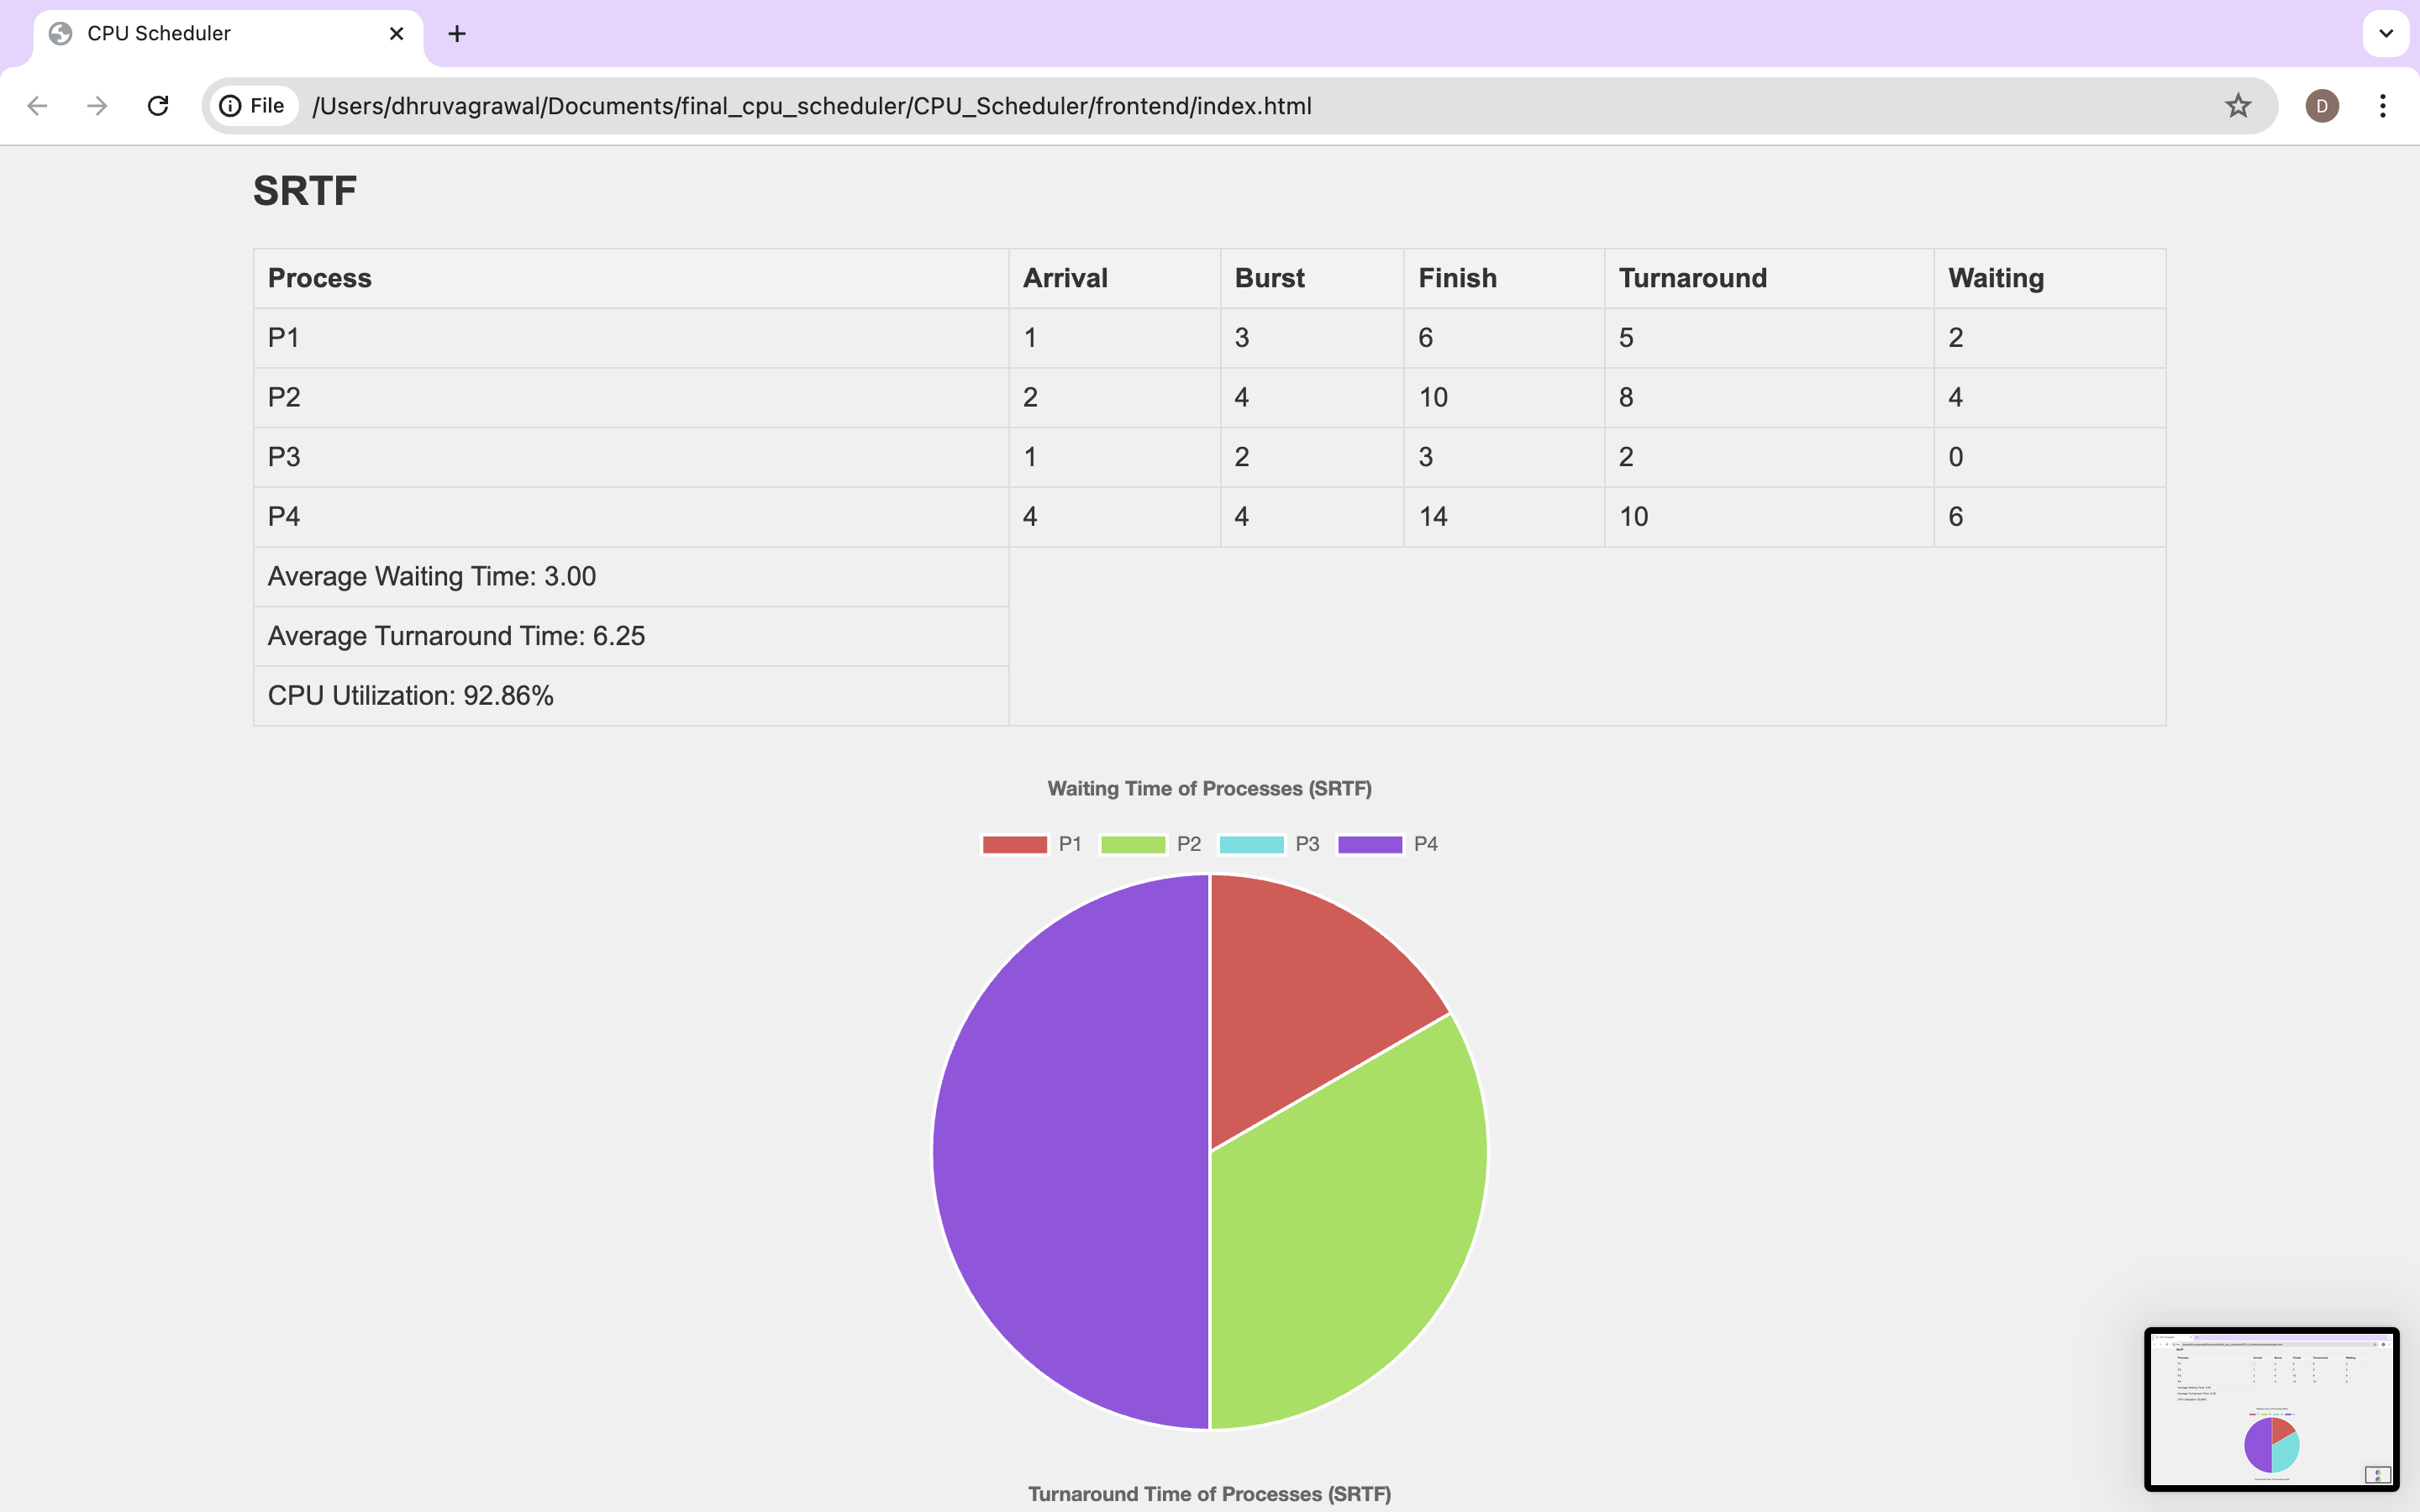 CPU Scheduler
File /Users/dhruvagrawal/Documents/final_cpu_scheduler/CPU_Scheduler/frontend/index.html
D
SRTF
Process Arrival Burst Finish Turnaround Waiting
P1 1 3 6 5 2
P2 2 4 10 8 4
P3 1 2 3 2 0
P4 4 4 14 10 6
Average Waiting Time: 3.00
Average Turnaround Time: 6.25
CPU Utilization: 92.86%
Waiting Time of Processes (SRTF)
P1 P2 P3 P4
Turnaround Time of Processes (SRTF)